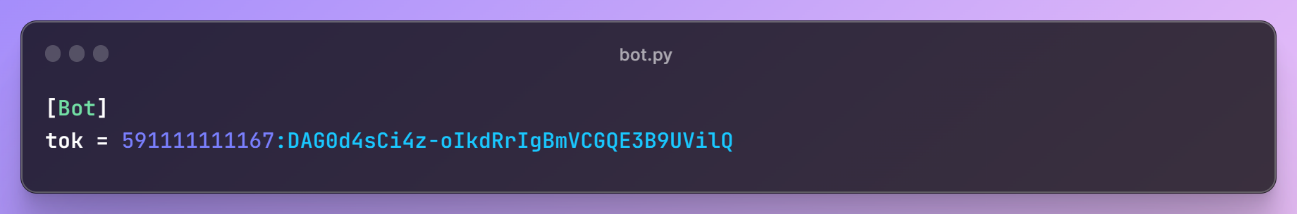 bot.py
[Bot]
tok = 591111111167:DAG0d4sCi4z-oIkdRrIgBmVCGQE3B9UVilQ